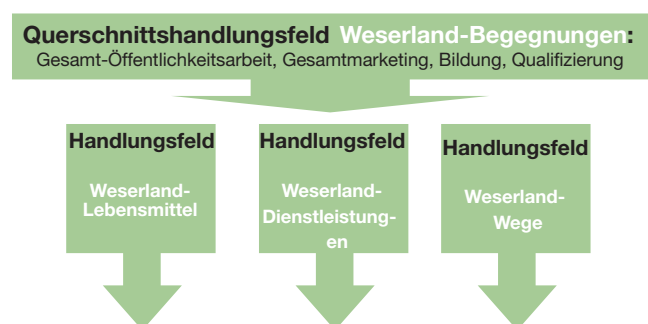 Querschnittshandlungsfeld Weserland-Begegnungen:
Gesamt-Öffentlichkeitsarbeit, Gesamtmarketing, Bildung, Qualifizierung
Handlungsfeld
Weserland-
Lebensmittel
Handlungsfeld
Weserland-
Dienstleistung-
en
Handlungsfeld
Weserland-
Wege